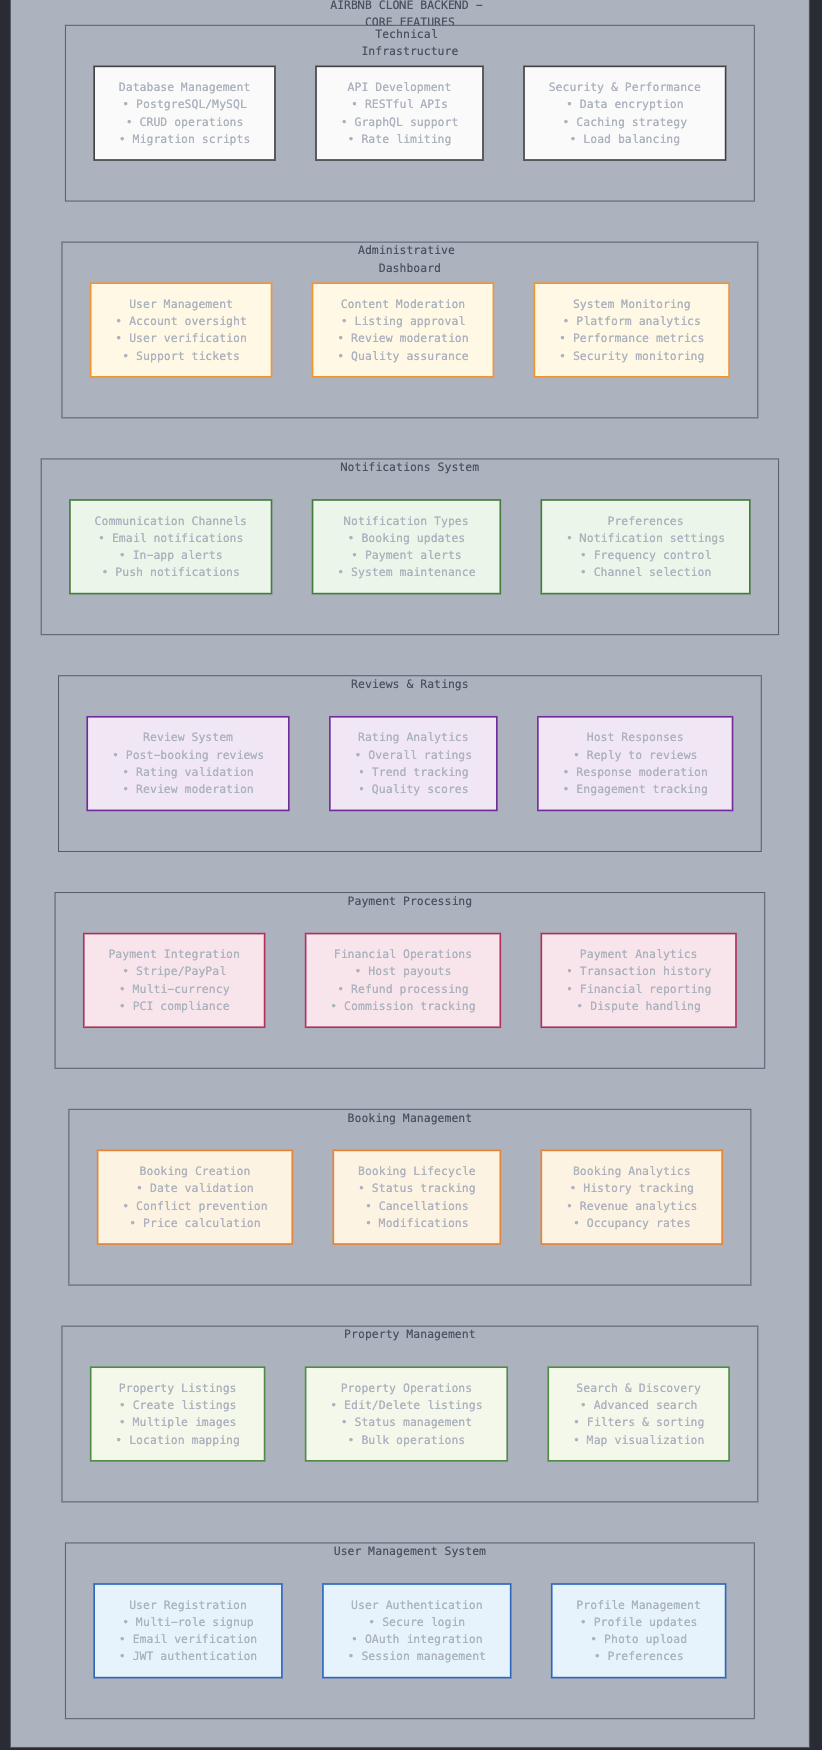 AIRBNB CLONE BACKEND –
CORE FEATURES
Technical
Infrastructure
Database Management
• PostgreSQL/MySQL
• CRUD operations
• Migration scripts
API Development
• RESTful APIs
• GraphQL support
• Rate limiting
Security & Performance
• Data encryption
• Caching strategy
• Load balancing
Administrative
Dashboard
User Management
• Account oversight
• User verification
• Support tickets
Content Moderation
• Listing approval
• Review moderation
• Quality assurance
System Monitoring
• Platform analytics
• Performance metrics
• Security monitoring
Notifications System
Communication Channels
• Email notifications
• In-app alerts
• Push notifications
Notification Types
• Booking updates
• Payment alerts
• System maintenance
Preferences
• Notification settings
• Frequency control
• Channel selection
Reviews & Ratings
Review System
• Post-booking reviews
• Rating validation
• Review moderation
Rating Analytics
• Overall ratings
• Trend tracking
• Quality scores
Host Responses
• Reply to reviews
• Response moderation
• Engagement tracking
Payment Processing
Payment Integration
• Stripe/PayPal
• Multi-currency
• PCI compliance
Financial Operations
• Host payouts
• Refund processing
• Commission tracking
Payment Analytics
• Transaction history
• Financial reporting
• Dispute handling
Booking Management
Booking Creation
• Date validation
• Conflict prevention
• Price calculation
Booking Lifecycle
• Status tracking
• Cancellations
• Modifications
Booking Analytics
• History tracking
• Revenue analytics
• Occupancy rates
Property Management
Property Listings
• Create listings
• Multiple images
• Location mapping
Property Operations
• Edit/Delete listings
• Status management
• Bulk operations
Search & Discovery
• Advanced search
• Filters & sorting
• Map visualization
User Management System
User Registration
• Multi-role signup
• Email verification
• JWT authentication
User Authentication
• Secure login
• OAuth integration
• Session management
Profile Management
• Profile updates
• Photo upload
• Preferences